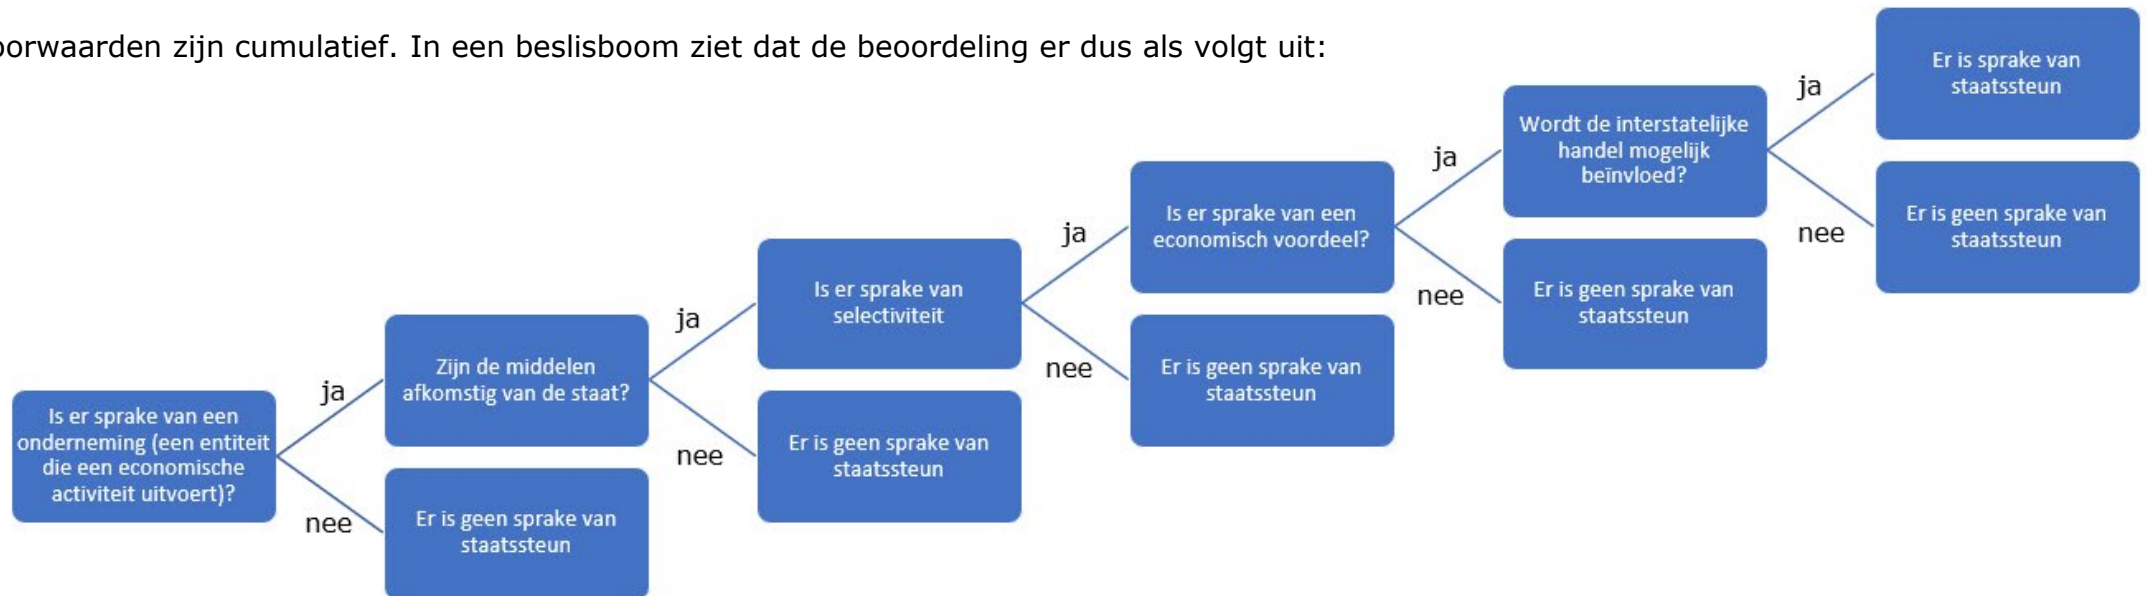 oorwaarden zijn cumulatief. In een beslisboom ziet dat de beoordeling er dus als volgt uit:
Is er sprake van een
onderneming (een entiteit
die een economische
activiteit uitvoert)?
ja
nee
Zijn de middelen
afkomstig van de staat?
Er is geen sprake van
staatssteun
ja
nee
Is er sprake van
selectiviteit
Er is geen sprake van
staatssteun
ja
nee
Is er sprake van een
economisch voordeel?
Er is geen sprake van
staatssteun
ja
nee
Wordt de interstatelijke
handel mogelijk
beïnvloed?
Er is geen sprake van
staatssteun
ja
nee
Er is sprake van
staatssteun
Er is geen sprake van
staatssteun